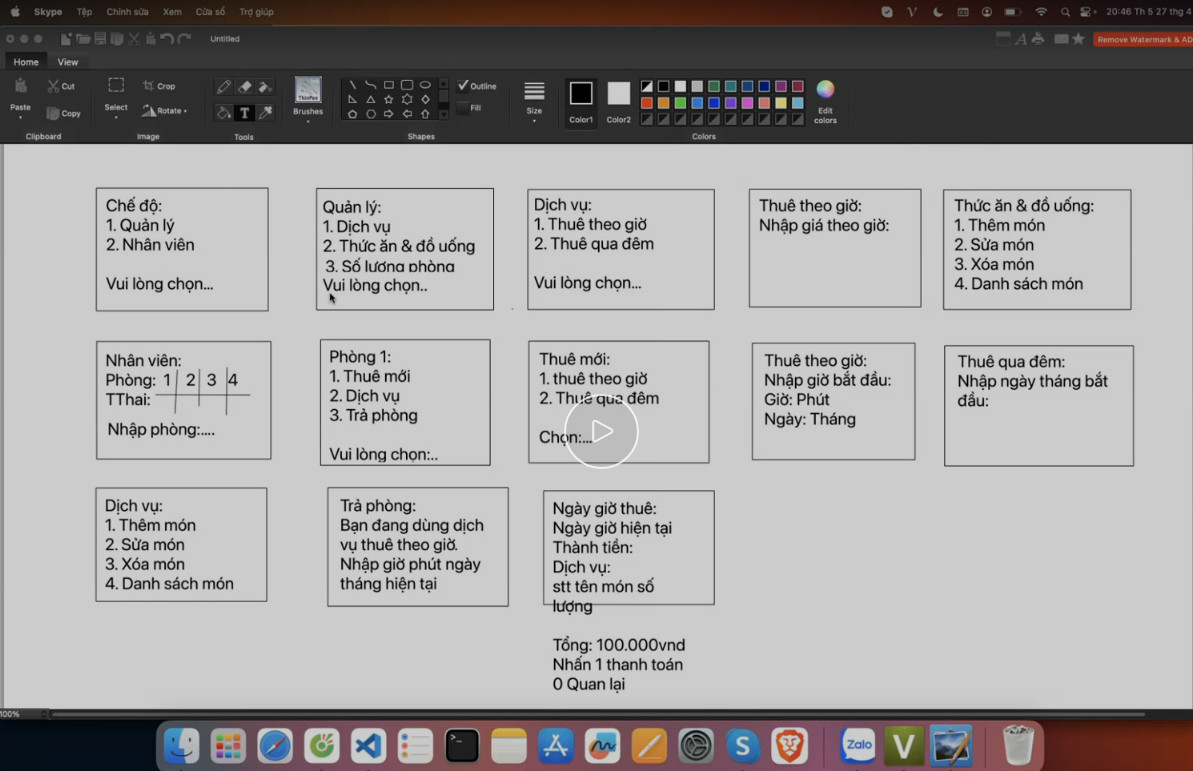 Skype Tệp Chỉnh sửa Xem Cửa sổ Trợ giúp
20:46 Th 5 27 thg 4
Untitled
Remove Watermark & AD
Home View
Paste
Cut
Copy
Clipboard
Select
Crop
Rotate
Image
Tools
Brushes
Shapes
Outline
Fill
Size
Color1
Color2
Edit
colors
Colors
Chế độ:
1. Quản lý
2. Nhân viên
Vui lòng chọn...
Quản lý:
1. Dịch vụ
2. Thức ăn & đồ uống
3. Số lượng phòng
Vui lòng chọn..
Dịch vụ:
1. Thuê theo giờ
2. Thuê qua đêm
Vui lòng chọn...
Thuê theo giờ:
Nhập giá theo giờ:
Thức ăn & đồ uống:
1. Thêm món
2. Sửa món
3. Xóa món
4. Danh sách món
Nhân viên:
Phòng: 1 2 3 4
TThai:
Nhập phòng:....
Phòng 1:
1. Thuê mới
2. Dịch vụ
3. Trả phòng
Vui lòng chọn:..
Thuê mới:
1. thuê theo giờ
2. Thuê qua đêm
Chọn:...
Thuê theo giờ:
Nhập giờ bắt đầu:
Giờ: Phút
Ngày: Tháng
Thuê qua đêm:
Nhập ngày tháng bắt
đầu:
Dịch vụ:
1. Thêm món
2. Sửa món
3. Xóa món
4. Danh sách món
Trả phòng:
Bạn đang dùng dịch
vụ thuê theo giờ.
Nhập giờ phút ngày
tháng hiện tại
Ngày giờ thuê:
Ngày giờ hiện tại
Thành tiền:
Dịch vụ:
stt tên món số
lượng
Tổng: 100.000vnd
Nhấn 1 thanh toán
0 Quan lại
100%
Zalo